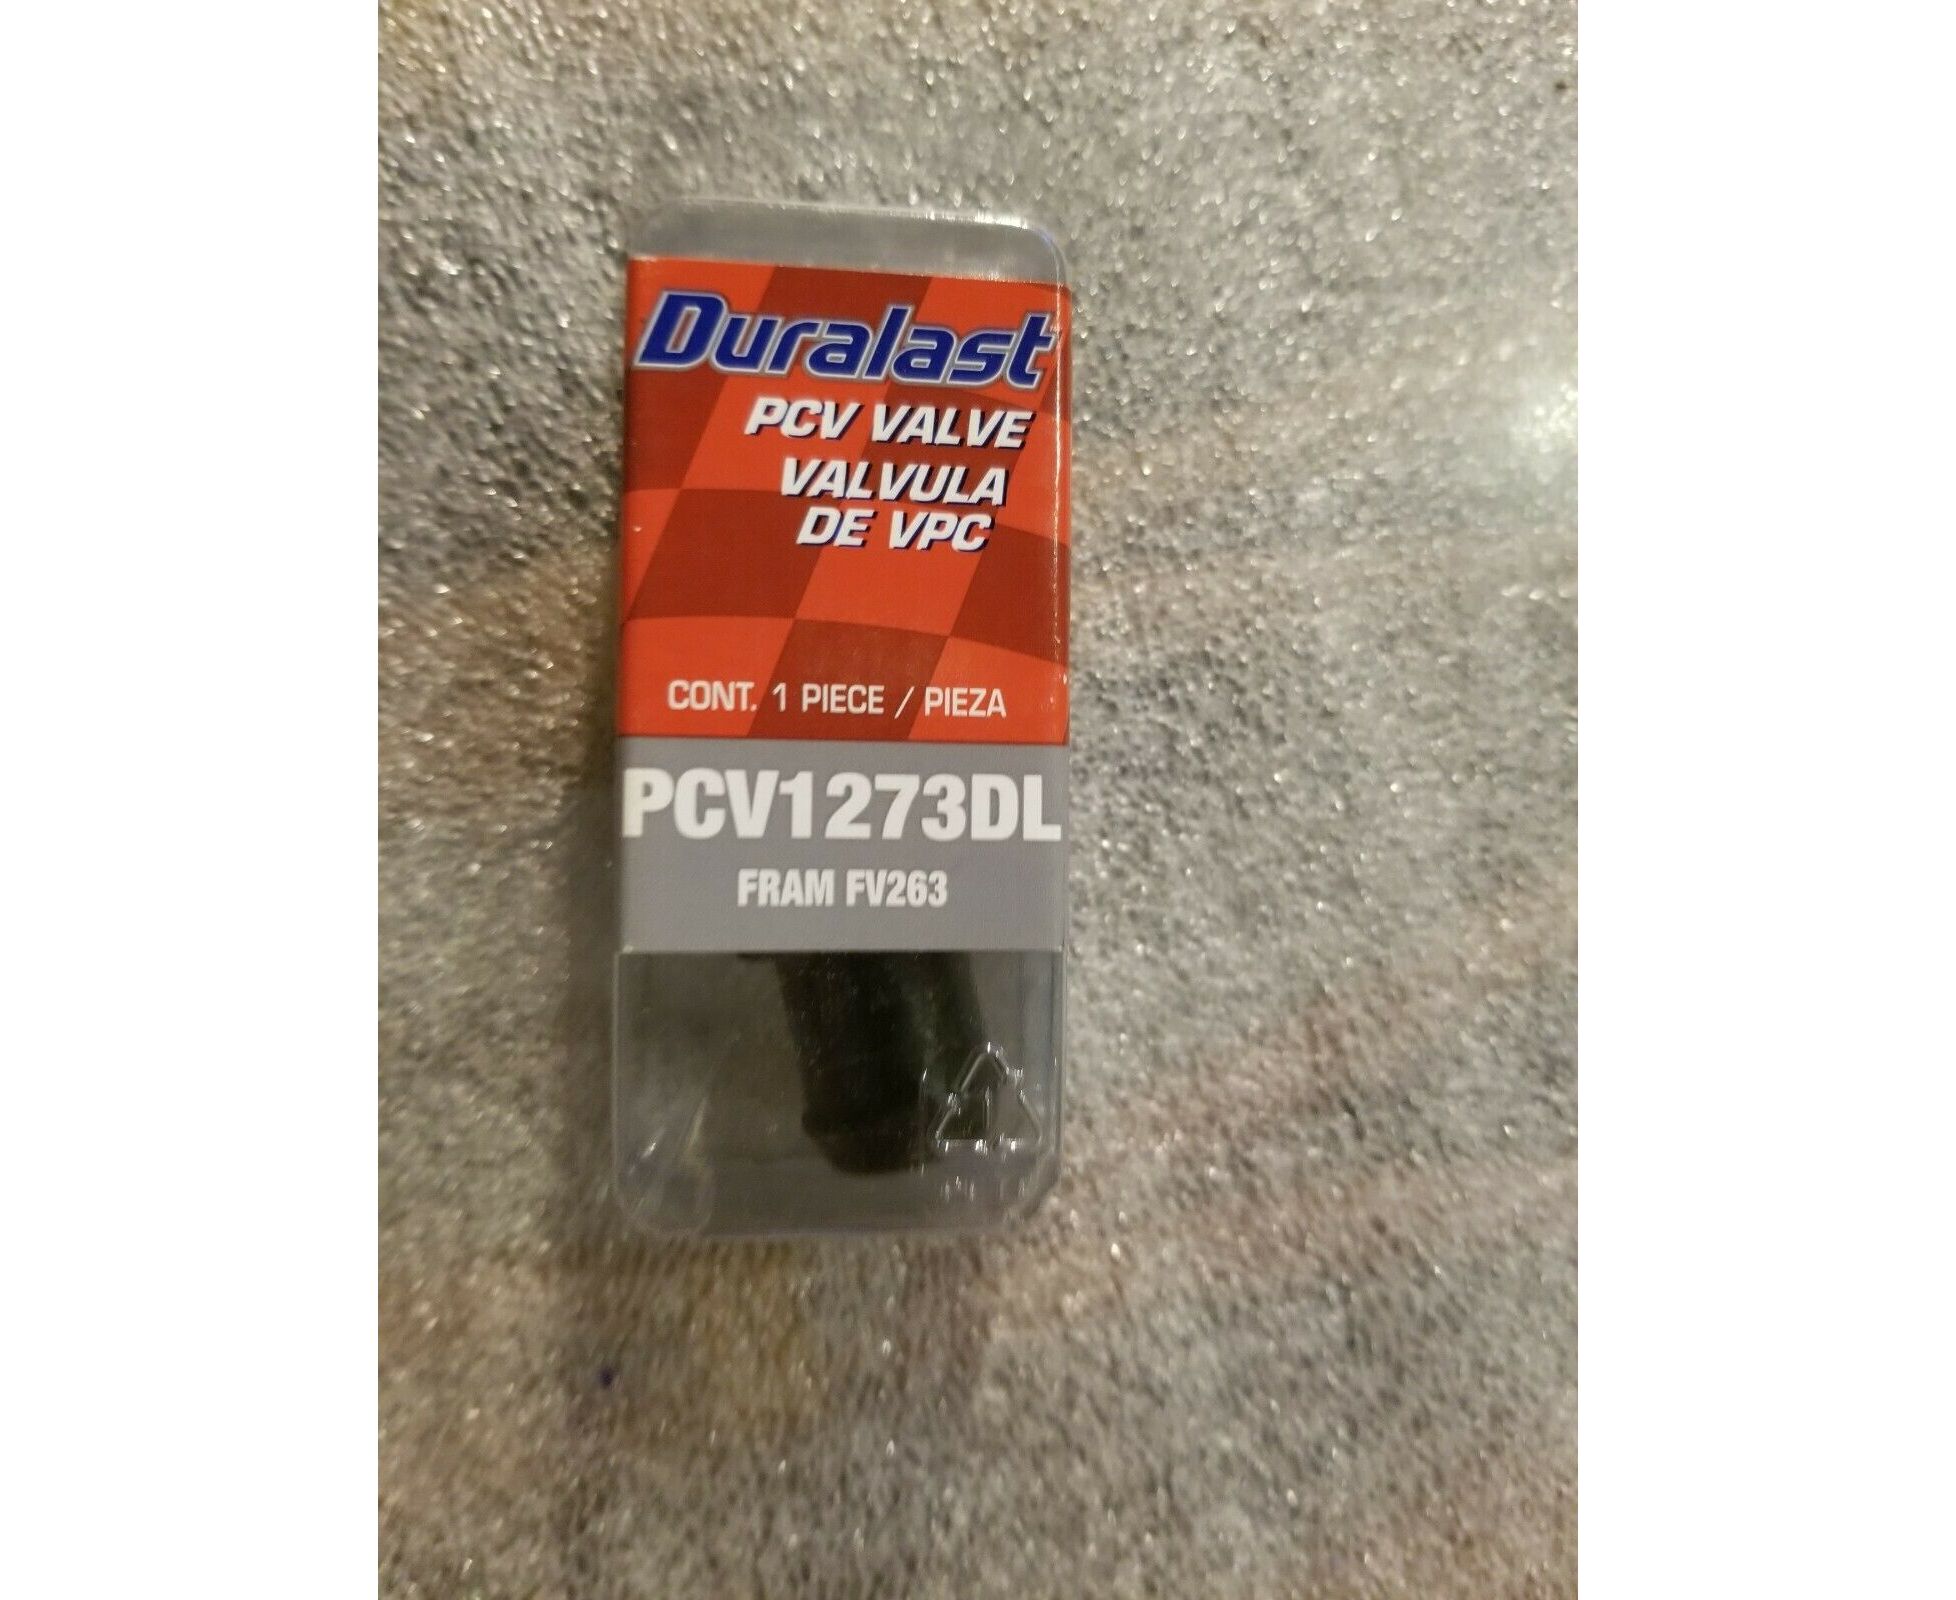 Duralast
PCV VALVE
VALVULA
DE VPC
CONT. 1 PIECE / PIEZA
PCV1273DL
FRAM FV263